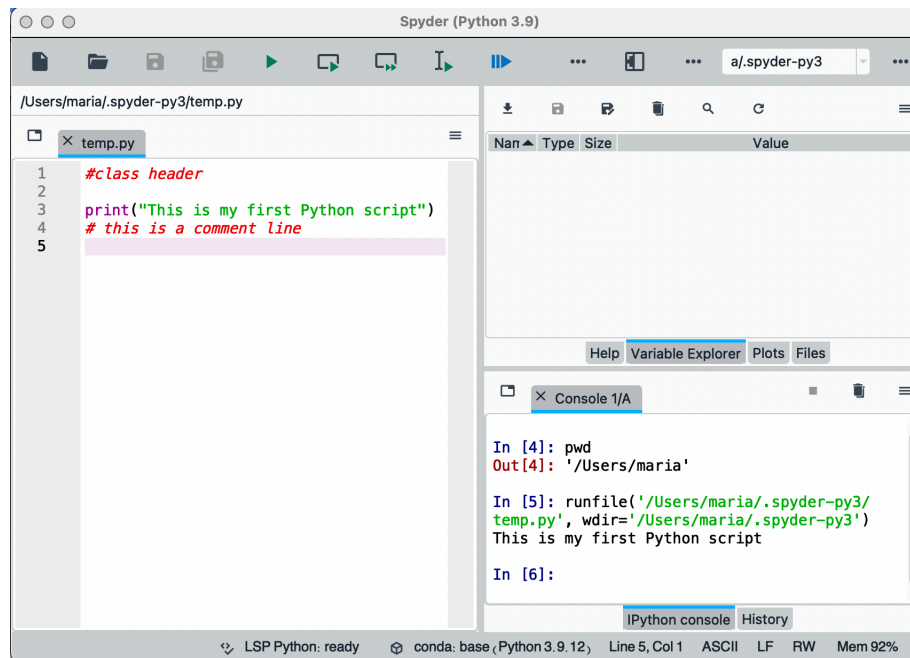 Spyder (Python 3.9)
a/.spyder-py3
/Users/maria/.spyder-py3/temp.py
temp.py
1 #class header
2
3 print("This is my first Python script")
4 # this is a comment line
5
Nan Type Size Value
Help Variable Explorer Plots Files
Console 1/A
In [4]: pwd
Out[4]: '/Users/maria'
In [5]: runfile('/Users/maria/.spyder-py3/
temp.py', wdir='/Users/maria/.spyder-py3')
This is my first Python script
In [6]:
IPython console History
LSP Python: ready conda: base (Python 3.9.12) Line 5, Col 1 ASCII LF RW Mem 92%